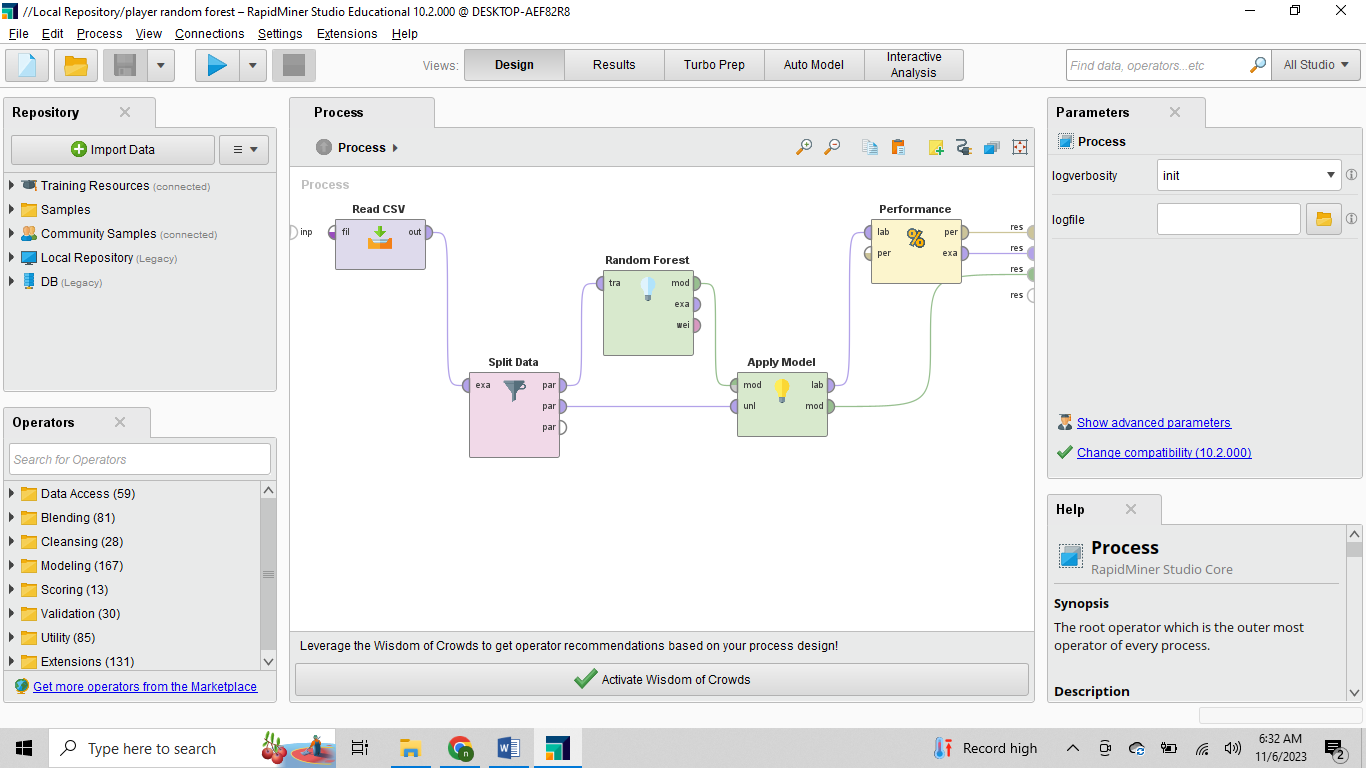 //Local Repository/player random forest – RapidMiner Studio Educational 10.2.000 @ DESKTOP-AEF82R8
File Edit Process View Connections Settings Extensions Help
Views: Design Results Turbo Prep Auto Model Interactive Analysis
Find data, operators...etc
All Studio
Repository
Import Data
Training Resources (connected)
Samples
Community Samples (connected)
Local Repository (Legacy)
DB (Legacy)
Operators
Search for Operators
Data Access (59)
Blending (81)
Cleansing (28)
Modeling (167)
Scoring (13)
Validation (30)
Utility (85)
Extensions (131)
Get more operators from the Marketplace
Process
Process
Process
inp
Read CSV
fil out
Split Data
exa par
par
par
Random Forest
tra mod
exa
wei
Apply Model
mod lab
unl mod
Performance
lab per
per exa
res
res
res
res
Leverage the Wisdom of Crowds to get operator recommendations based on your process design!
Activate Wisdom of Crowds
Parameters
Process
logverbosity init
logfile
Show advanced parameters
Change compatibility (10.2.000)
Help
Process
RapidMiner Studio Core
Synopsis
The root operator which is the outer most
operator of every process.
Description
Type here to search
Record high
6:32 AM
11/6/2023
2